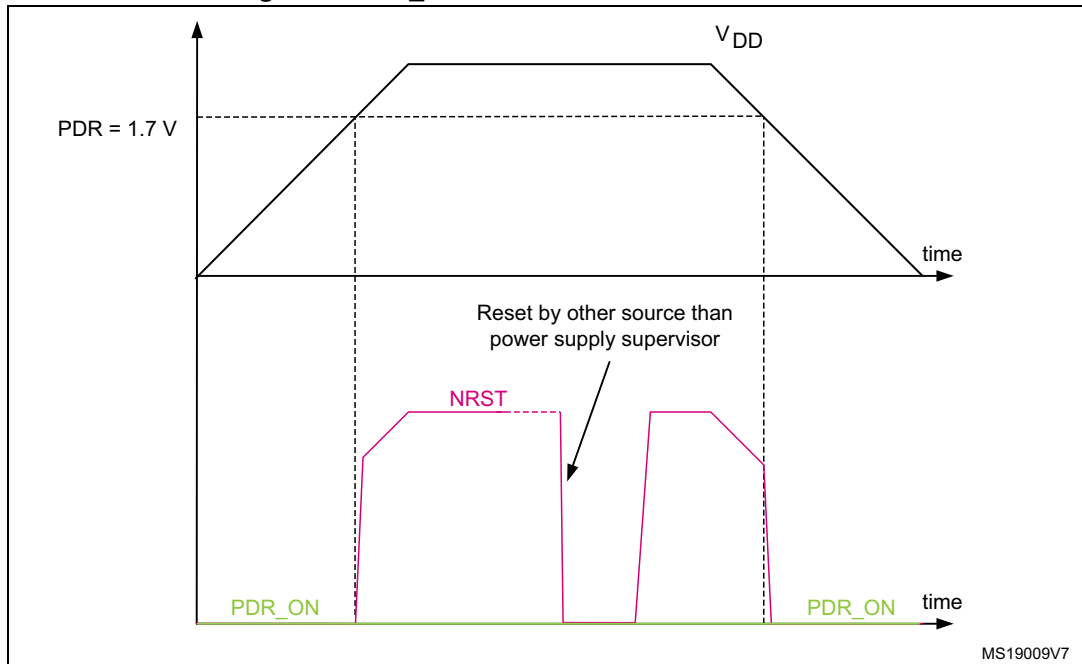 V DD
PDR = 1.7 V
time
Reset by other source than
power supply supervisor
NRST
PDR_ON
PDR_ON
time
MS19009V7